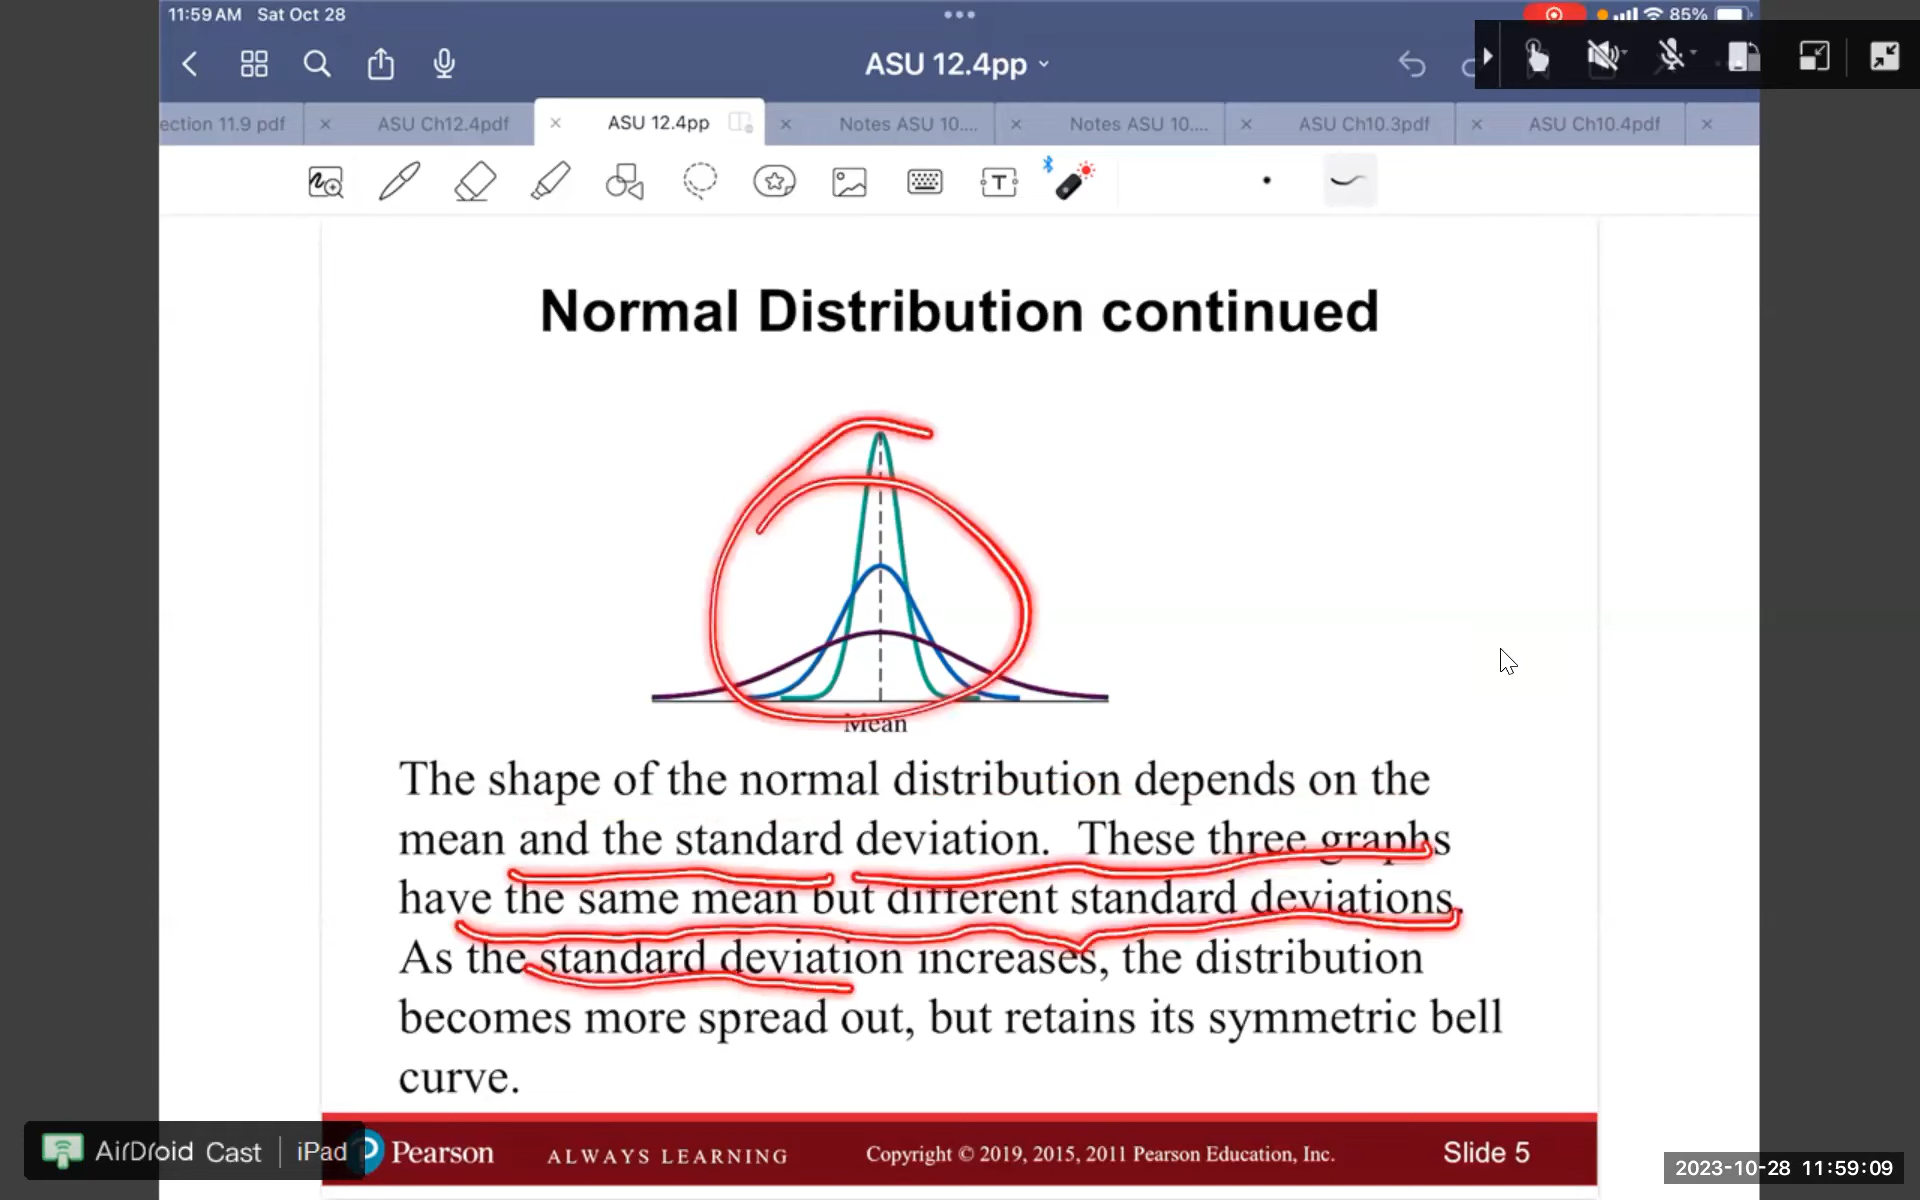 11:59 AM Sat Oct 28
85%
ASU 12.4pp
ection 11.9 pdf
ASU Ch12.4pdf
ASU 12.4pp
Notes ASU 10....
Notes ASU 10....
ASU Ch10.3pdf
ASU Ch10.4pdf
T
Normal Distribution continued
Mean
The shape of the normal distribution depends on the
mean and the standard deviation. These three graphs
have the same mean but different standard deviations.
As the standard deviation increases, the distribution
becomes more spread out, but retains its symmetric bell
curve.
AirDroid Cast | iPad
Pearson
ALWAYS LEARNING
Copyright © 2019, 2015, 2011 Pearson Education, Inc.
Slide 5
2023-10-28 11:59:09